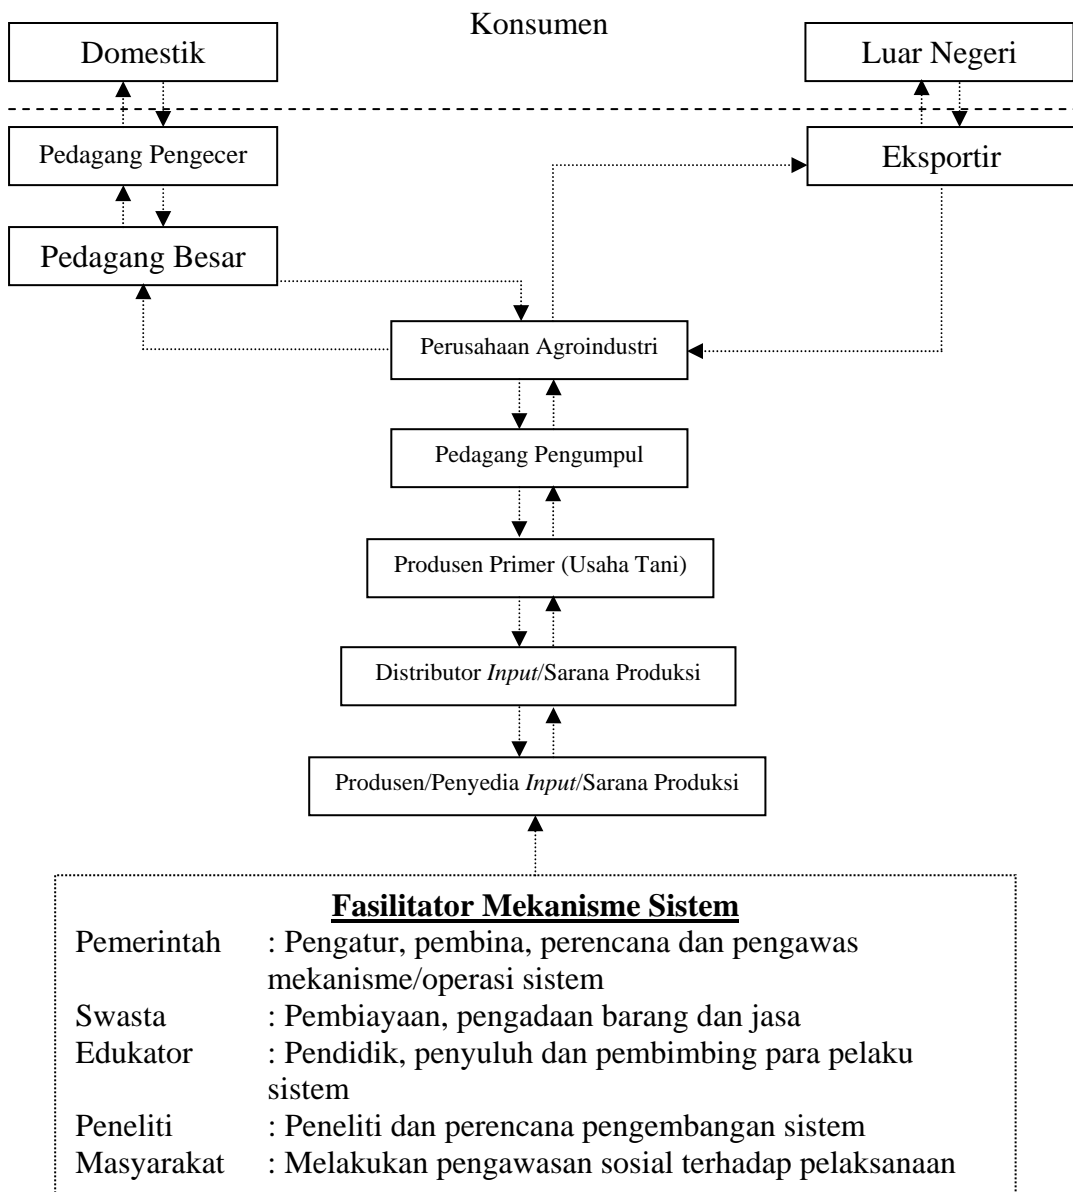 Konsumen
Domestik
Luar Negeri
Pedagang Pengecer
Eksportir
Pedagang Besar
Perusahaan Agroindustri
Pedagang Pengumpul
Produsen Primer (Usaha Tani)
Distributor Input/Sarana Produksi
Produsen/Penyedia Input/Sarana Produksi
Fasilitator Mekanisme Sistem
Pemerintah : Pengatur, pembina, perencana dan pengawas
mekanisme/operasi sistem
Swasta : Pembiayaan, pengadaan barang dan jasa
Edukator : Pendidik, penyuluh dan pembimbing para pelaku
sistem
Peneliti : Peneliti dan perencana pengembangan sistem
Masyarakat : Melakukan pengawasan sosial terhadap pelaksanaan